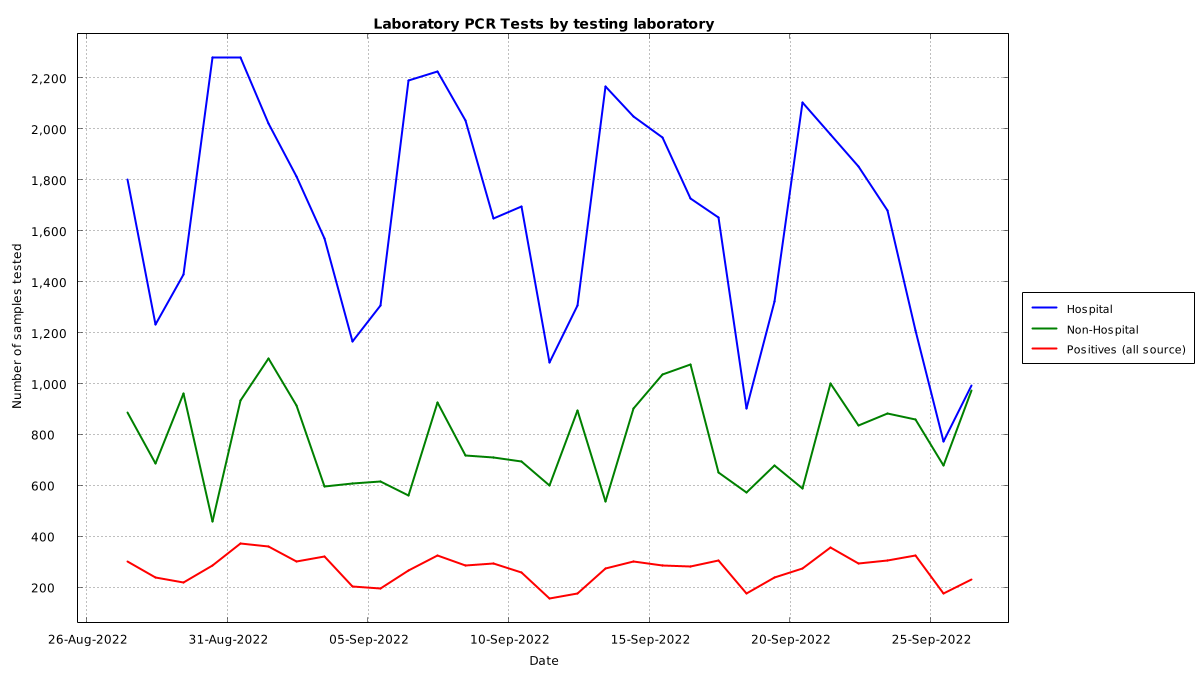 Laboratory PCR Tests by testing laboratory
2,200
2,000
1,800
1,600
1,400
1,200
1,000
800
600
400
200
Number of samples tested
26-Aug-2022
31-Aug-2022
05-Sep-2022
10-Sep-2022
15-Sep-2022
20-Sep-2022
25-Sep-2022
Date
Hospital
Non-Hospital
Positives (all source)